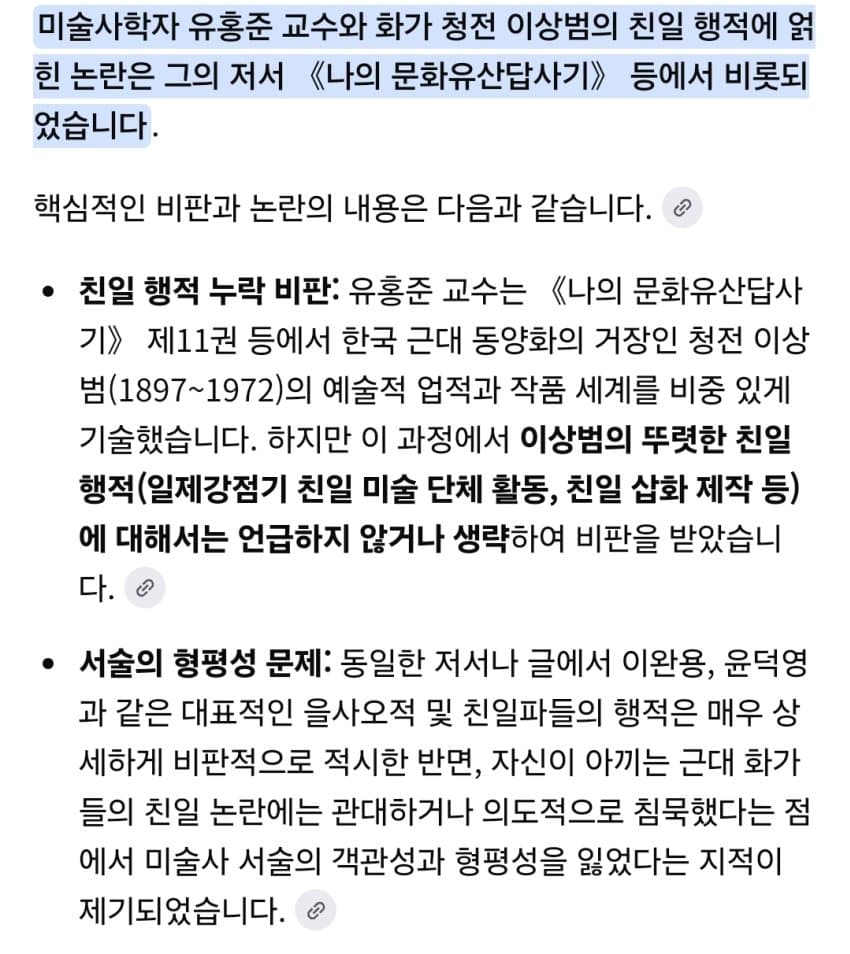 미술사학자 유홍준 교수와 화가 청전 이상범의 친일 행적에 얽
힌 논란은 그의 저서 《나의 문화유산답사기》 등에서 비롯되
었습니다.
핵심적인 비판과 논란의 내용은 다음과 같습니다.
• 친일 행적 누락 비판: 유홍준 교수는 《나의 문화유산답사
기》 제11권 등에서 한국 근대 동양화의 거장인 청전 이상
범(1897~1972)의 예술적 업적과 작품 세계를 비중 있게
기술했습니다. 하지만 이 과정에서 이상범의 뚜렷한 친일
행적(일제강점기 친일 미술 단체 활동, 친일 삽화 제작 등)
에 대해서는 언급하지 않거나 생략하여 비판을 받았습니
다.
• 서술의 형평성 문제: 동일한 저서나 글에서 이완용, 윤덕영
과 같은 대표적인 을사오적 및 친일파들의 행적은 매우 상
세하게 비판적으로 적시한 반면, 자신이 아끼는 근대 화가
들의 친일 논란에는 관대하거나 의도적으로 침묵했다는 점
에서 미술사 서술의 객관성과 형평성을 잃었다는 지적이
제기되었습니다.